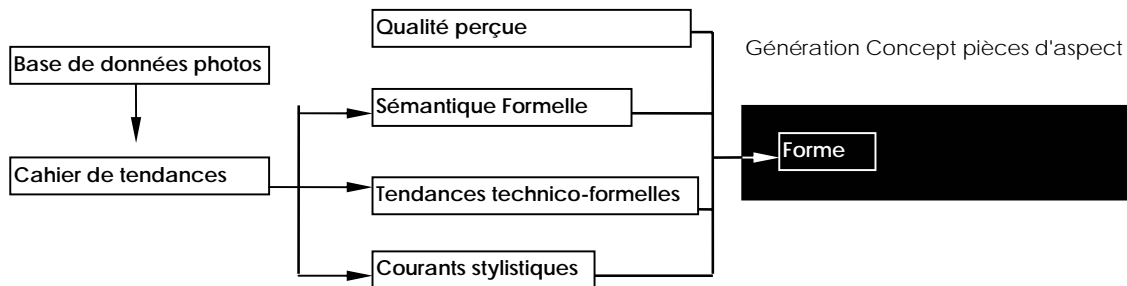 Qualité perçue
Génération Concept pièces d'aspect
Base de données photos
Sémantique Formelle
Forme
Cahier de tendances
Tendances technico-formelles
Courants stylistiques